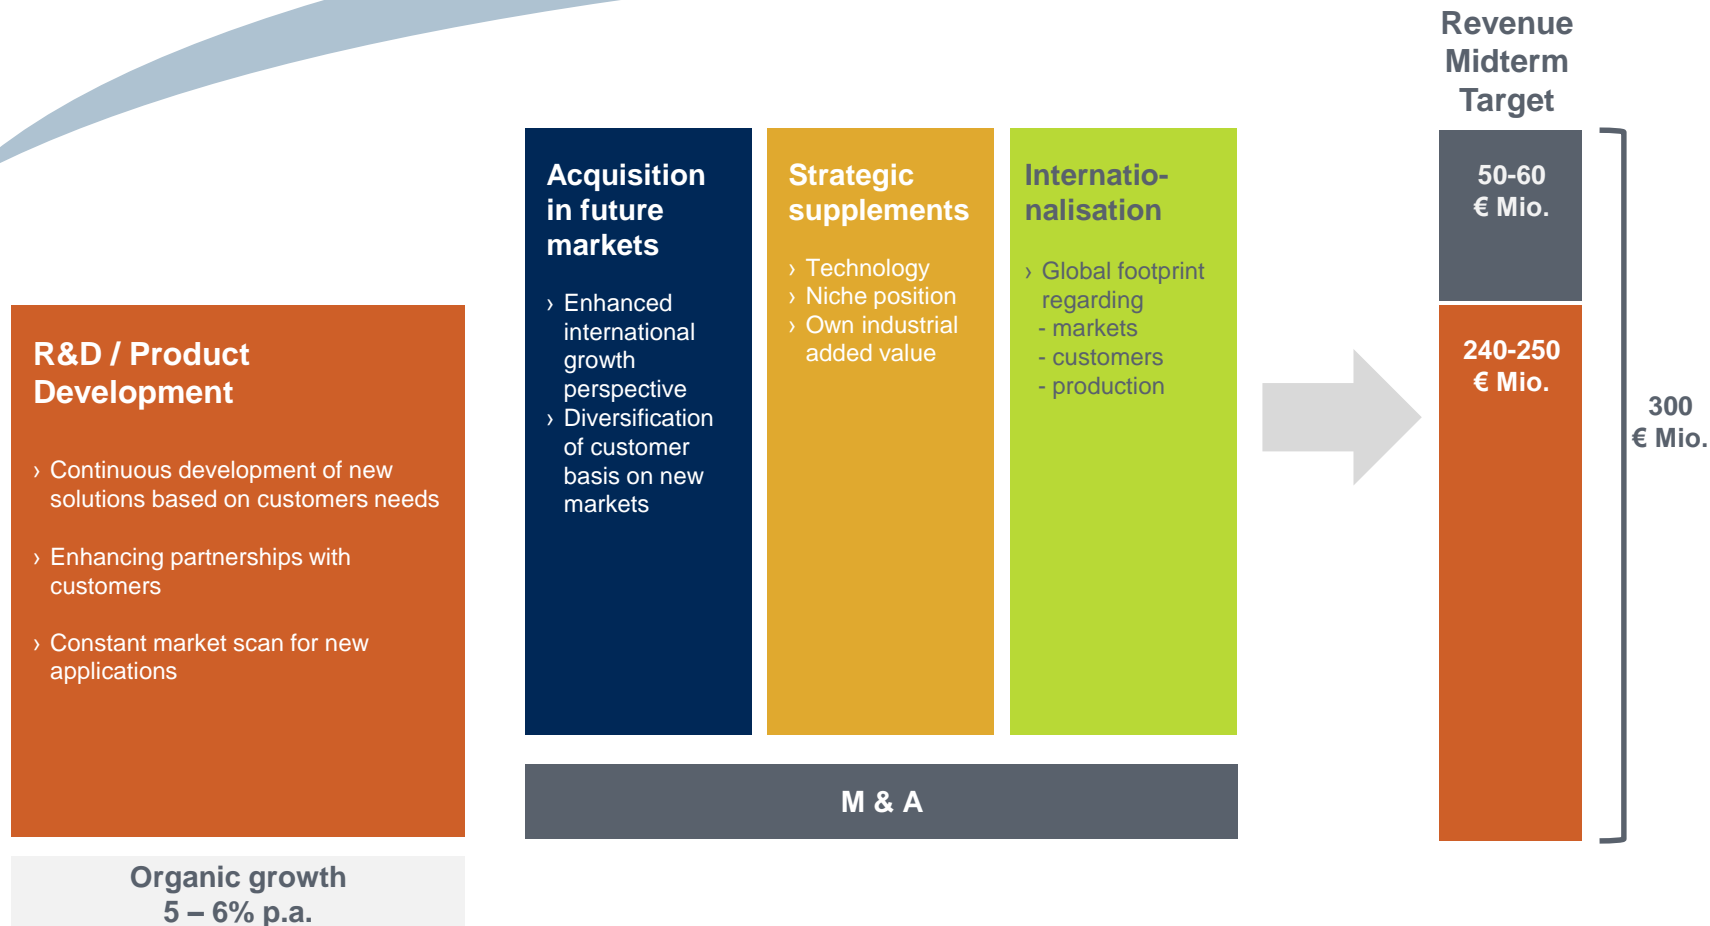 R&D / Product
Development
› Continuous development of new
solutions based on customers needs
› Enhancing partnerships with
customers
› Constant market scan for new
applications
Organic growth
5 – 6% p.a.
Acquisition
in future
markets
› Enhanced
international
growth
perspective
› Diversification
of customer
basis on new
markets
Strategic
supplements
› Technology
› Niche position
› Own industrial
added value
Internatio-
nalisation
› Global footprint
regarding
- markets
- customers
- production
M & A
Revenue
Midterm
Target
50-60
€ Mio.
240-250
€ Mio.
300
€ Mio.